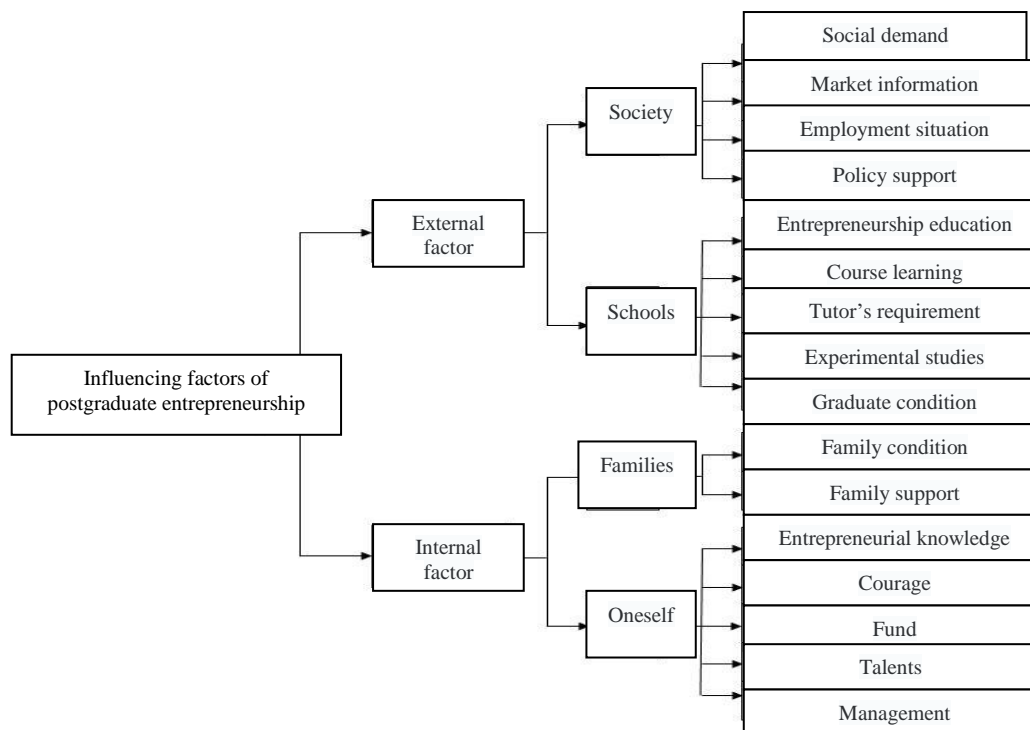 Influencing factors of
postgraduate entrepreneurship
External
factor
Internal
factor
Society
Schools
Families
Oneself
Social demand
Market information
Employment situation
Policy support
Entrepreneurship education
Course learning
Tutor’s requirement
Experimental studies
Graduate condition
Family condition
Family support
Entrepreneurial knowledge
Courage
Fund
Talents
Management